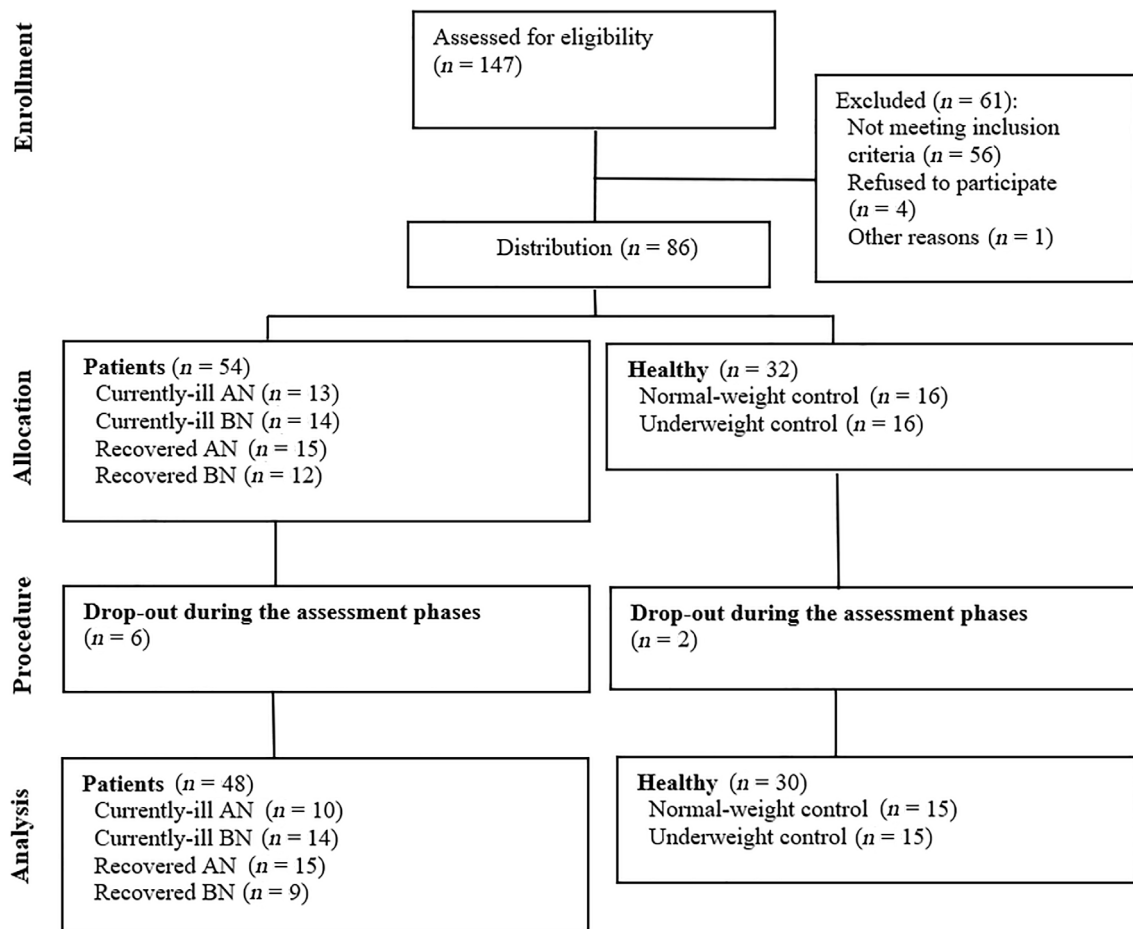 Enrollment
Assessed for eligibility
(n = 147)
Excluded (n = 61):
Not meeting inclusion
criteria (n = 56)
Refused to participate
(n = 4)
Other reasons (n = 1)
Distribution (n = 86)
Allocation
Patients (n = 54)
Currently-ill AN (n = 13)
Currently-ill BN (n = 14)
Recovered AN (n = 15)
Recovered BN (n = 12)
Healthy (n = 32)
Normal-weight control (n = 16)
Underweight control (n = 16)
Procedure
Drop-out during the assessment phases
(n = 6)
Drop-out during the assessment phases
(n = 2)
Analysis
Patients (n = 48)
Currently-ill AN (n = 10)
Currently-ill BN (n = 14)
Recovered AN (n = 15)
Recovered BN (n = 9)
Healthy (n = 30)
Normal-weight control (n = 15)
Underweight control (n = 15)